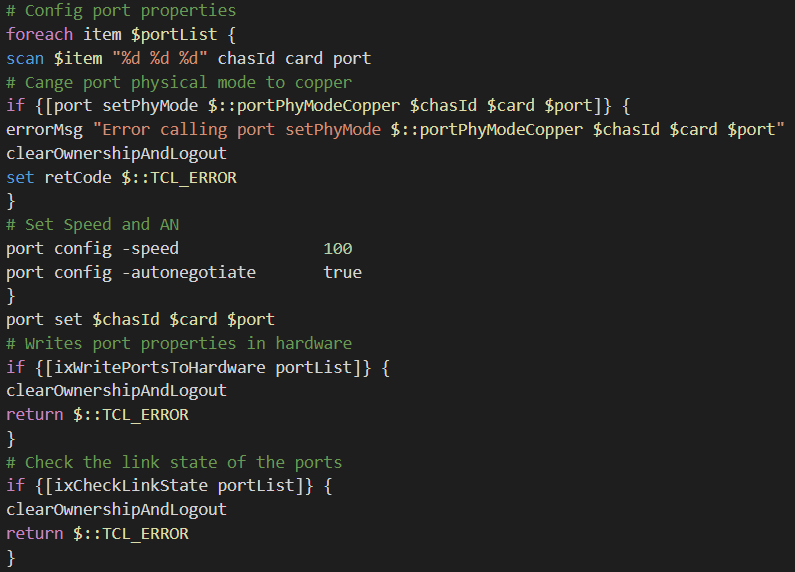 # Config port properties
foreach item $portList {
scan $item "%d %d %d" chasId card port
# Cange port physical mode to copper
if {[port setPhyMode $::portPhyModeCopper $chasId $card $port]} {
errorMsg "Error calling port setPhyMode $::portPhyModeCopper $chasId $card $port"
clearOwnershipAndLogout
set retCode $::TCL_ERROR
}
# Set Speed and AN
port config -speed 100
port config -autonegotiate true
}
port set $chasId $card $port
# Writes port properties in hardware
if {[ixWritePortsToHardware portList]} {
clearOwnershipAndLogout
return $::TCL_ERROR
}
# Check the link state of the ports
if {[ixCheckLinkState portList]} {
clearOwnershipAndLogout
return $::TCL_ERROR
}